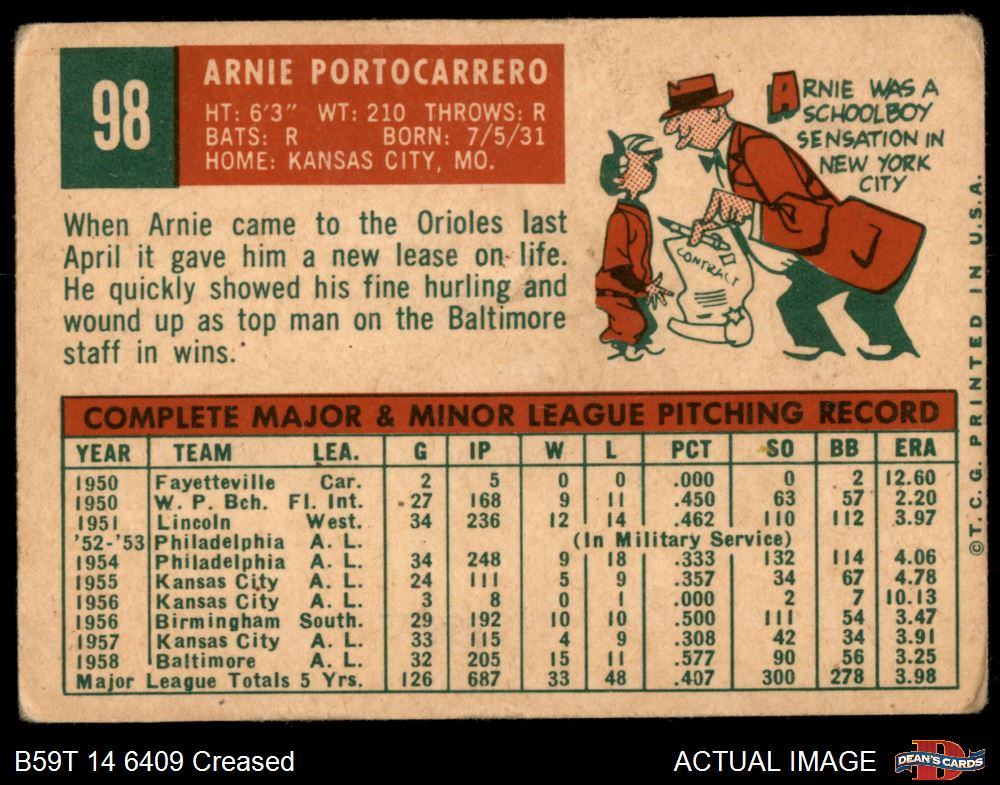 98
ARNIE PORTOCARRERO
HT: 6'3" WT: 210 THROWS: R
BATS: R BORN: 7/5/31
HOME: KANSAS CITY, MO.
When Arnie came to the Orioles last
April it gave him a new lease on life.
He quickly showed his fine hurling and
wound up as top man on the Baltimore
staff in wins.
ARNIE WAS A
SCHOOLBOY
SENSATION IN
NEW YORK
CITY
CONTRACT
COMPLETE MAJOR & MINOR LEAGUE PITCHING RECORD
YEAR TEAM LEA. G IP W L PCT SO BB ERA
1950 Fayetteville Car. 2 5 0 0 .000 0 2 12.60
1950 W. P. Bch. Fl. Int. 27 168 9 11 .450 63 57 2.20
1951 Lincoln West. 34 236 12 14 .462 110 112 3.97
'52-'53 Philadelphia A. L. (In Military Service)
1954 Philadelphia A. L. 34 248 9 18 .333 132 114 4.06
1955 Kansas City A. L. 24 111 5 9 .357 34 67 4.78
1956 Kansas City A. L. 3 8 0 1 .000 2 7 10.13
1956 Birmingham South. 29 192 10 10 .500 111 54 3.47
1957 Kansas City A. L. 33 115 4 9 .308 42 34 3.91
1958 Baltimore A. L. 32 205 15 11 .577 90 56 3.25
Major League Totals 5 Yrs. 126 687 33 48 .407 300 278 3.98
©T. C. G. PRINTED IN U.S.A.
B59T 14 6409 Creased
ACTUAL IMAGE
D
DEAN'S CARDS